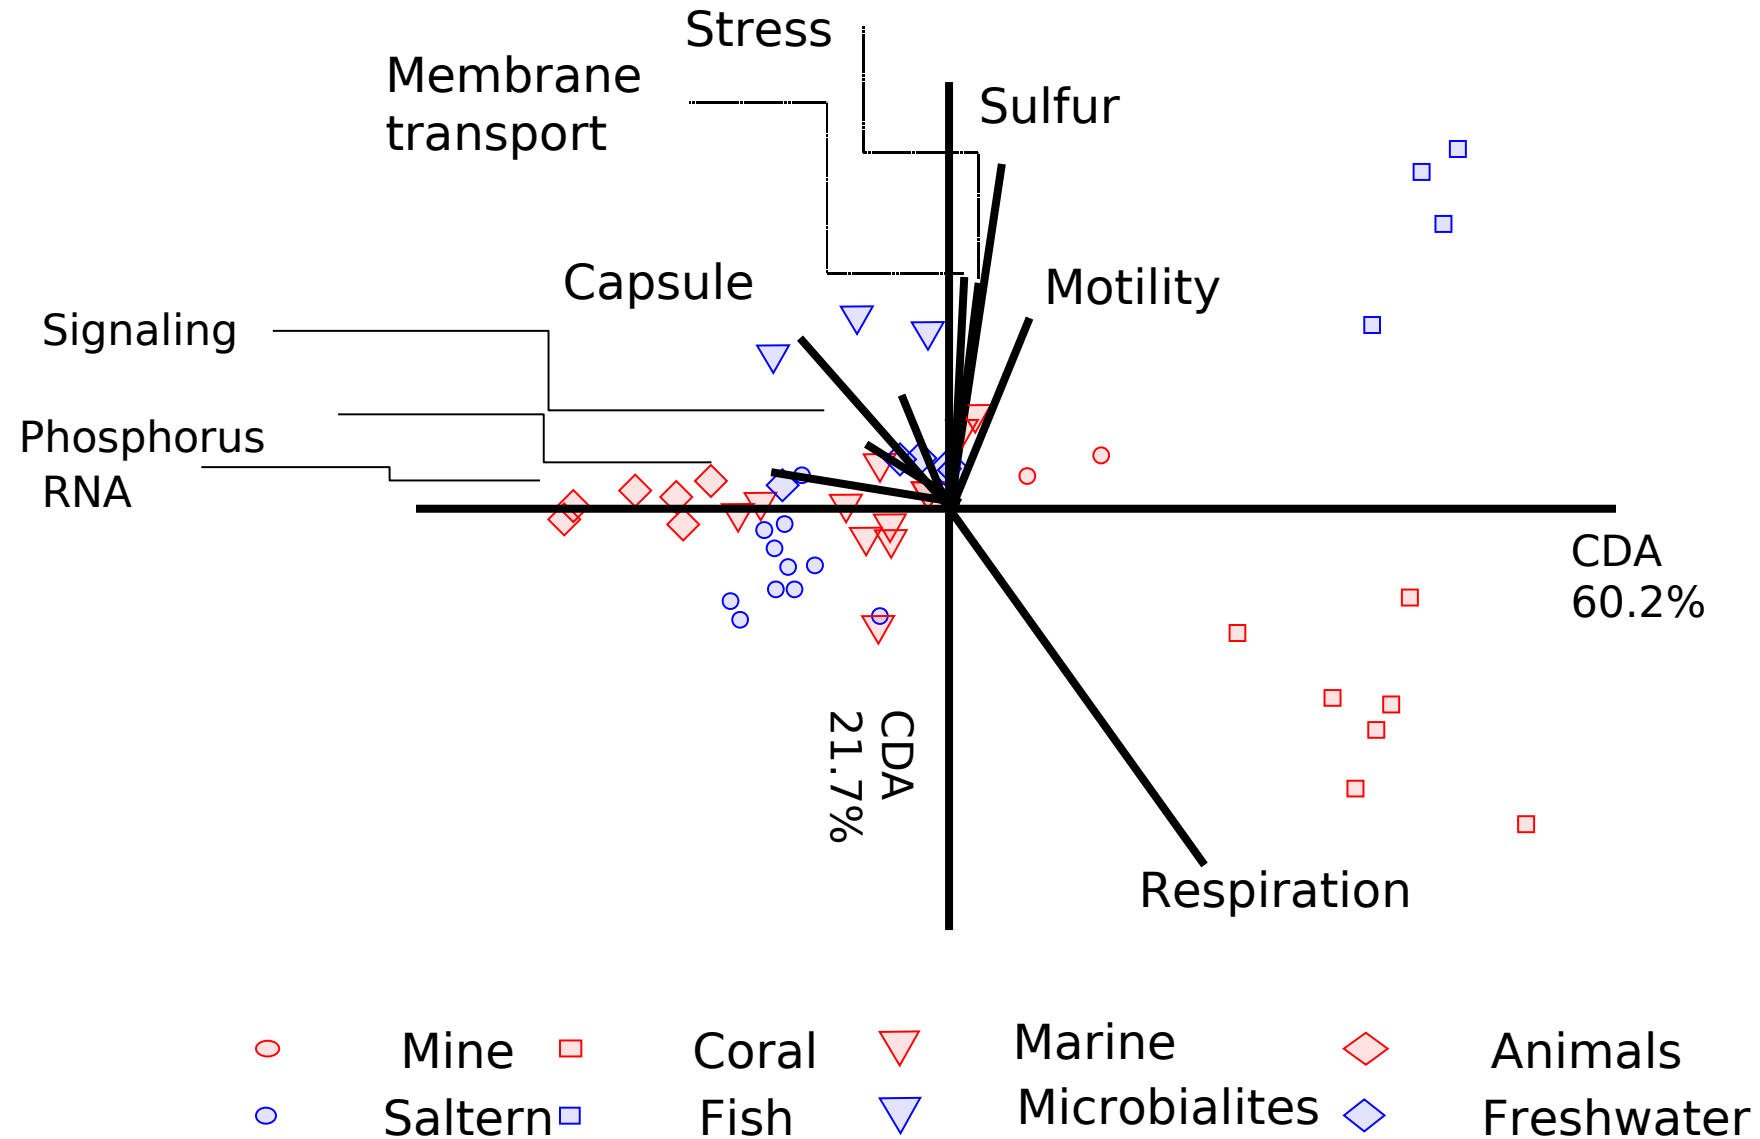 Stress
Membrane
transport
Sulfur
Capsule
Motility
Signaling
Phosphorus
RNA
CDA
60.2%
CDA
21.7%
Respiration
Mine
Coral
Marine
Animals
Saltern
Fish
Microbialites
Freshwater